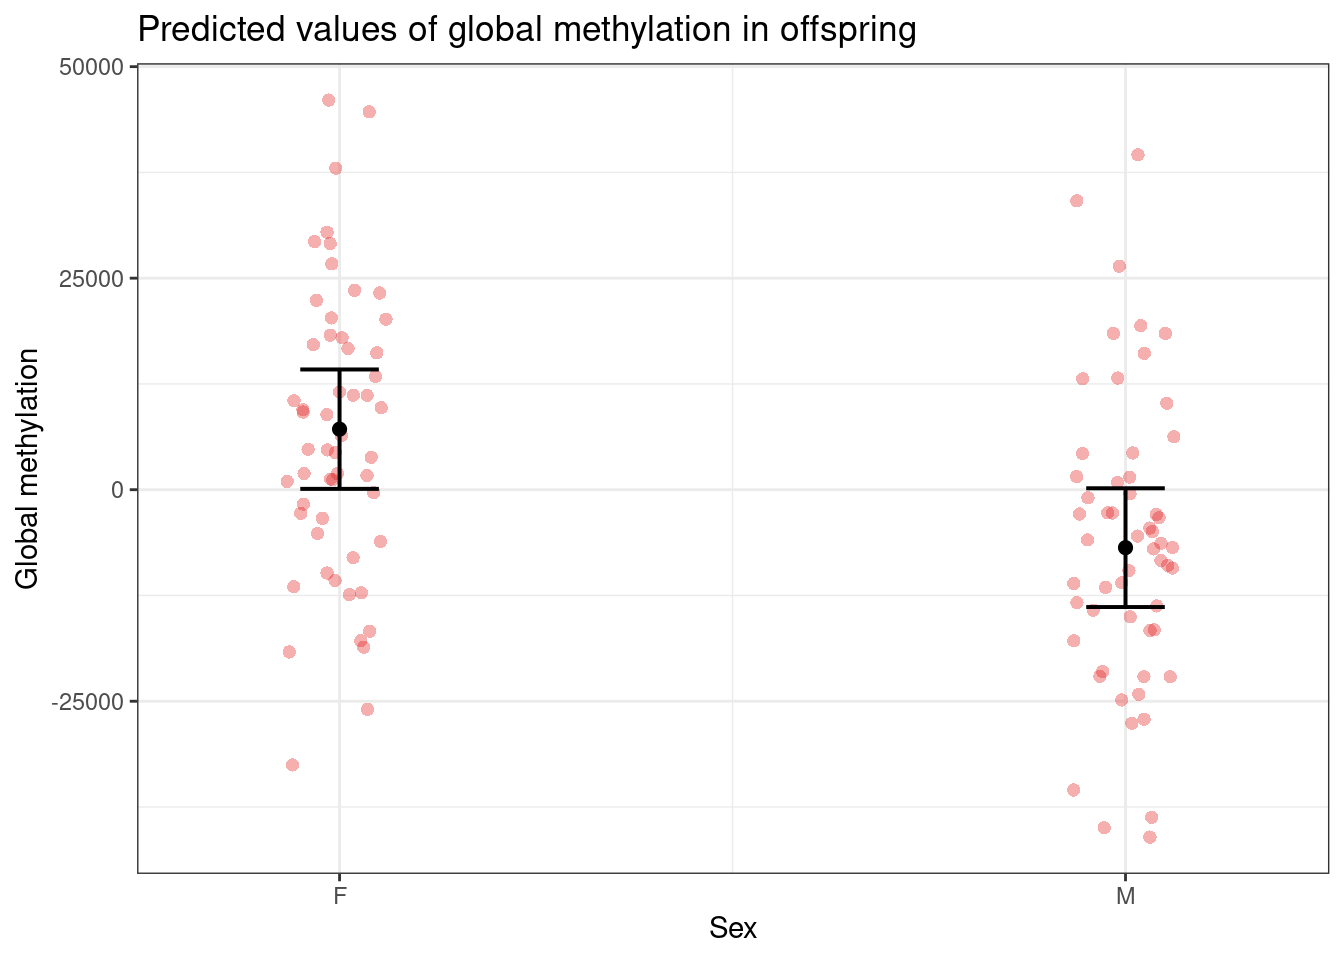 Predicted values of global methylation in offspring
Global methylation
50000
25000
0
-25000
F
M
Sex